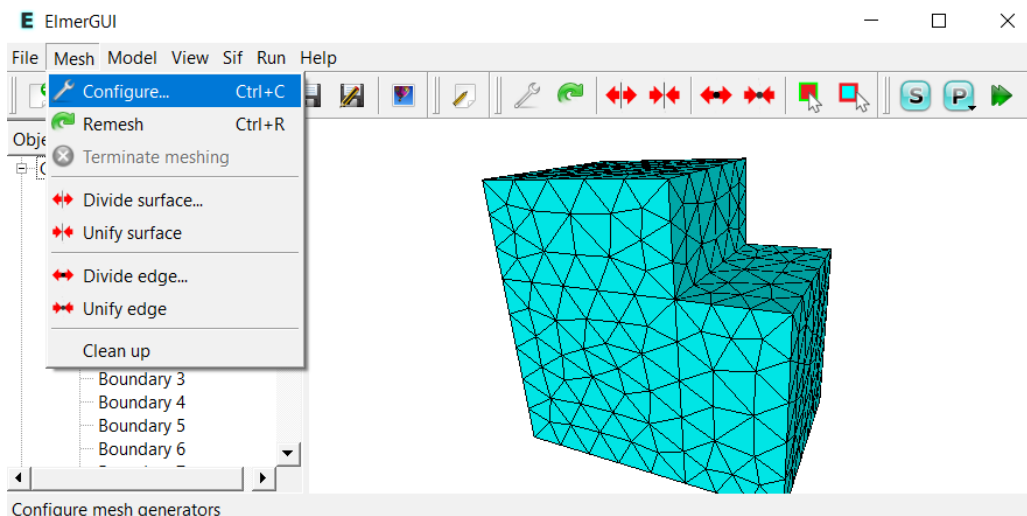 E ElmerGUI
File Mesh Model View Sif Run Help
Configure... Ctrl+C
S P
Remesh Ctrl+R
Obje
Terminate meshing
Divide surface...
Unify surface
Divide edge...
Unify edge
Clean up
Boundary 3
Boundary 4
Boundary 5
Boundary 6
Configure mesh generators